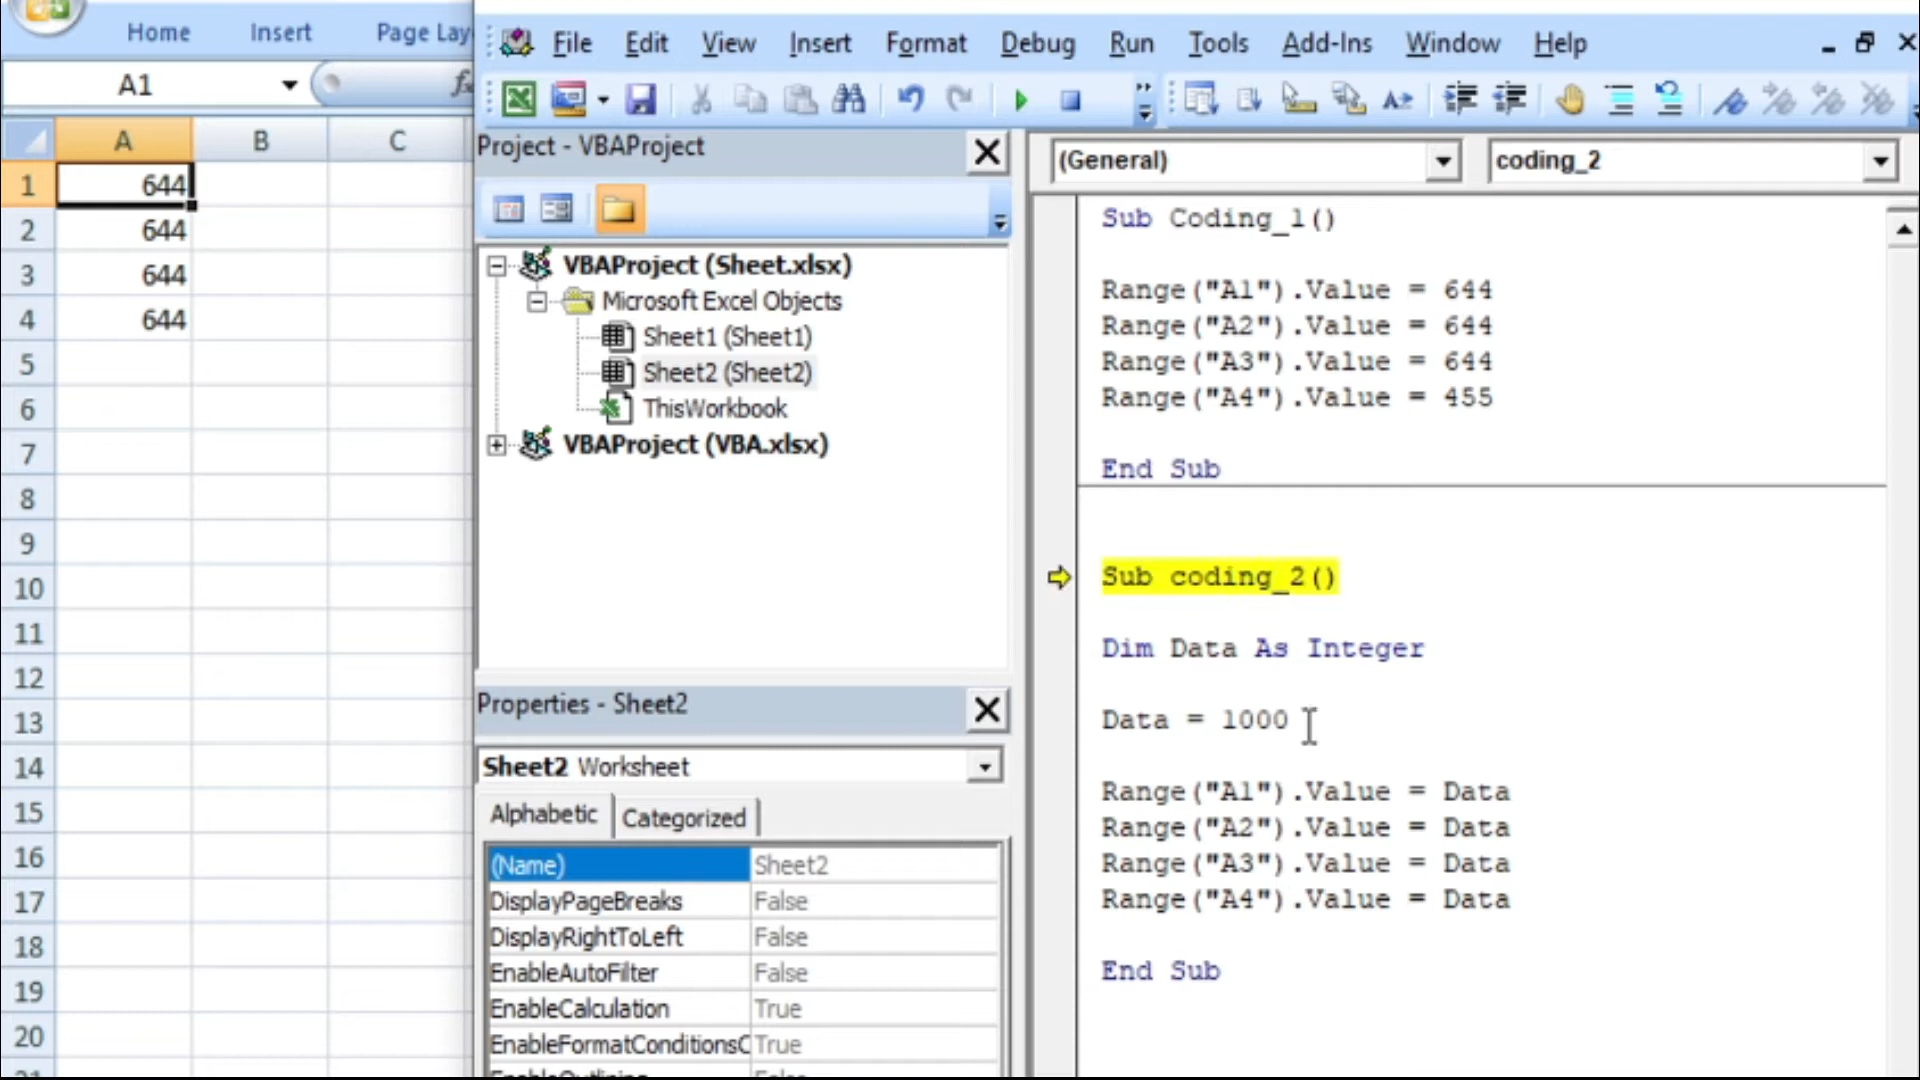 Home Insert Page Lay
File Edit View Insert Format Debug Run Tools Add-Ins Window Help
A1
A B C
1 644
2 644
3 644
4 644
5
6
7
8
9
10
11
12
13
14
15
16
17
18
19
20
Project - VBAProject
VBAProject (Sheet.xlsx)
Microsoft Excel Objects
Sheet1 (Sheet1)
Sheet2 (Sheet2)
ThisWorkbook
VBAProject (VBA.xlsx)
Properties - Sheet2
Sheet2 Worksheet
Alphabetic Categorized
(Name) Sheet2
DisplayPageBreaks False
DisplayRightToLeft False
EnableAutoFilter False
EnableCalculation True
EnableFormatConditionsC True
(General) coding_2
Sub Coding_1()
Range("A1").Value = 644
Range("A2").Value = 644
Range("A3").Value = 644
Range("A4").Value = 455
End Sub
Sub coding_2()
Dim Data As Integer
Data = 1000
Range("A1").Value = Data
Range("A2").Value = Data
Range("A3").Value = Data
Range("A4").Value = Data
End Sub